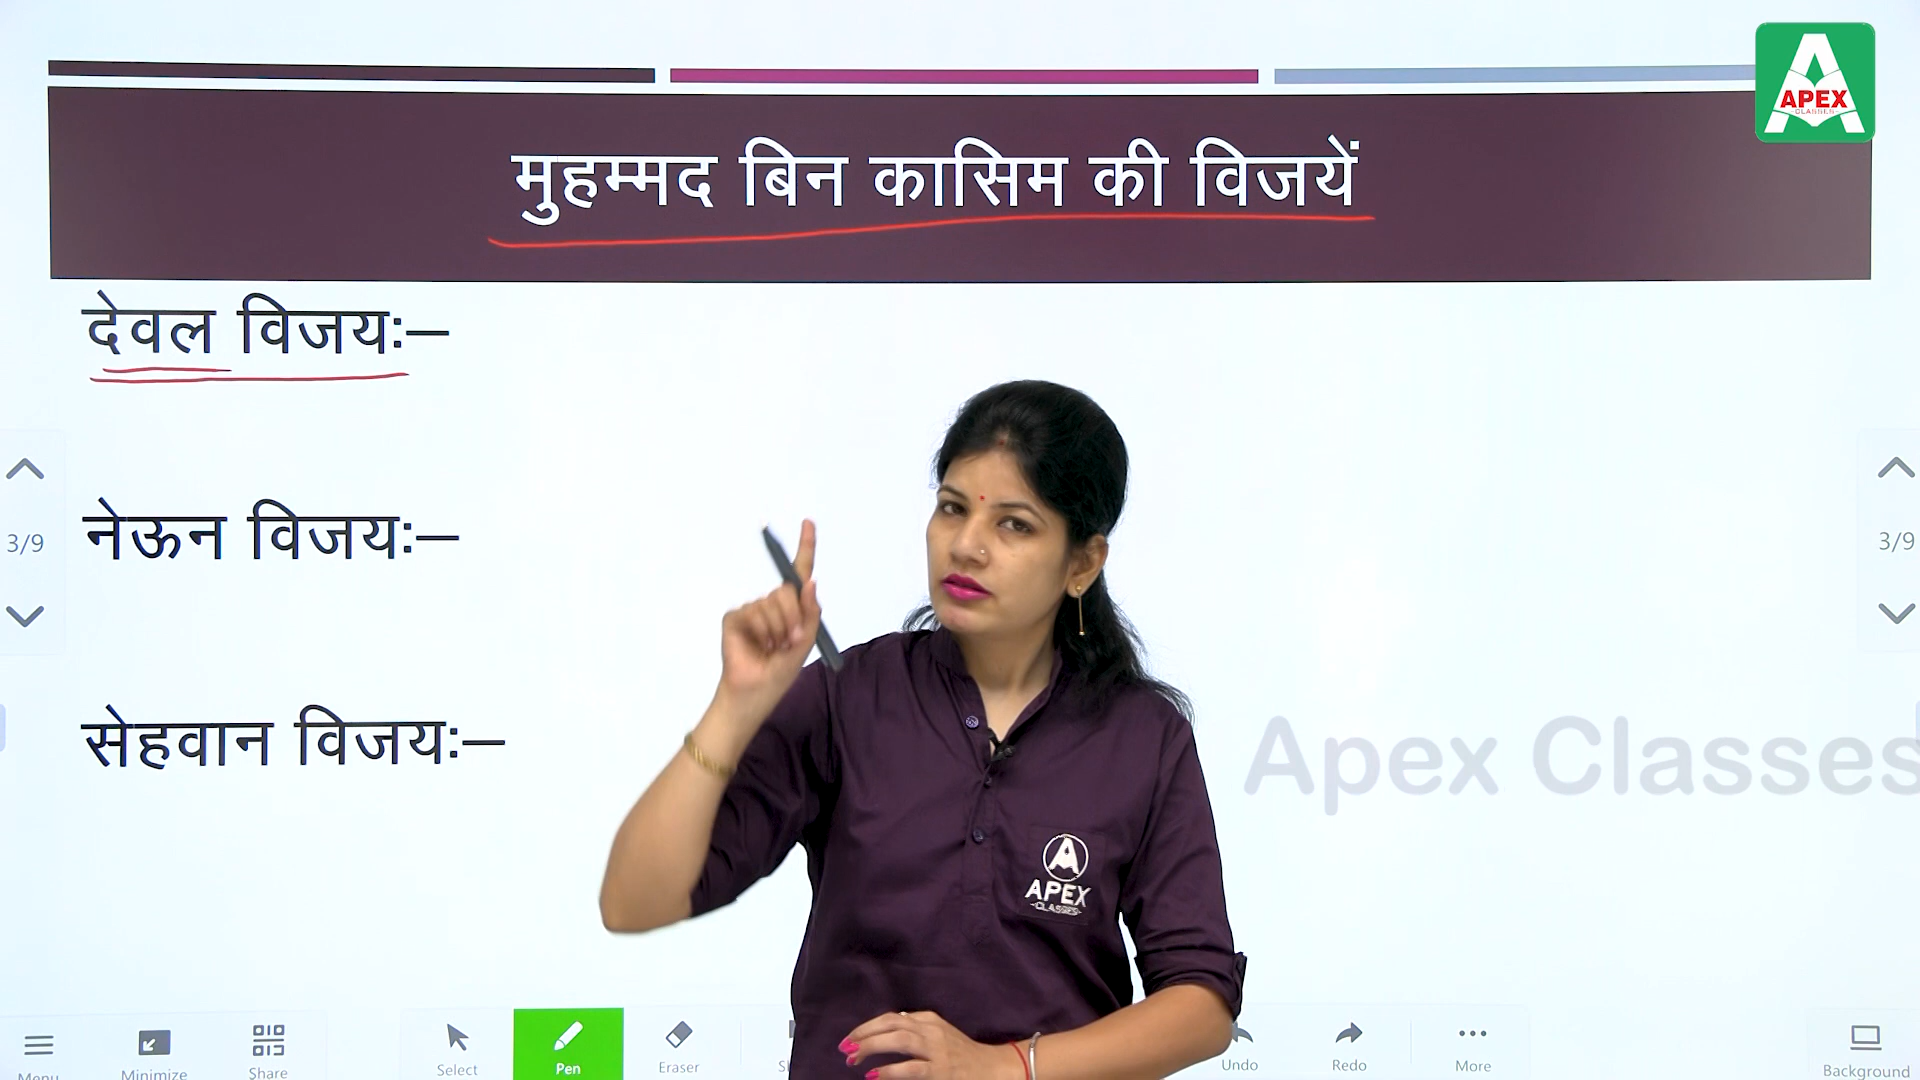 APEX
CLASSES
मुहम्मद बिन कासिम की विजयें
देवल विजयः–
नेऊन विजयः–
3/9
3/9
सेहवान विजयः–
Apex Classes
APEX
-CLASSES-
Menu
Minimize
Share
Select
Pen
Eraser
Undo
Redo
More
Background